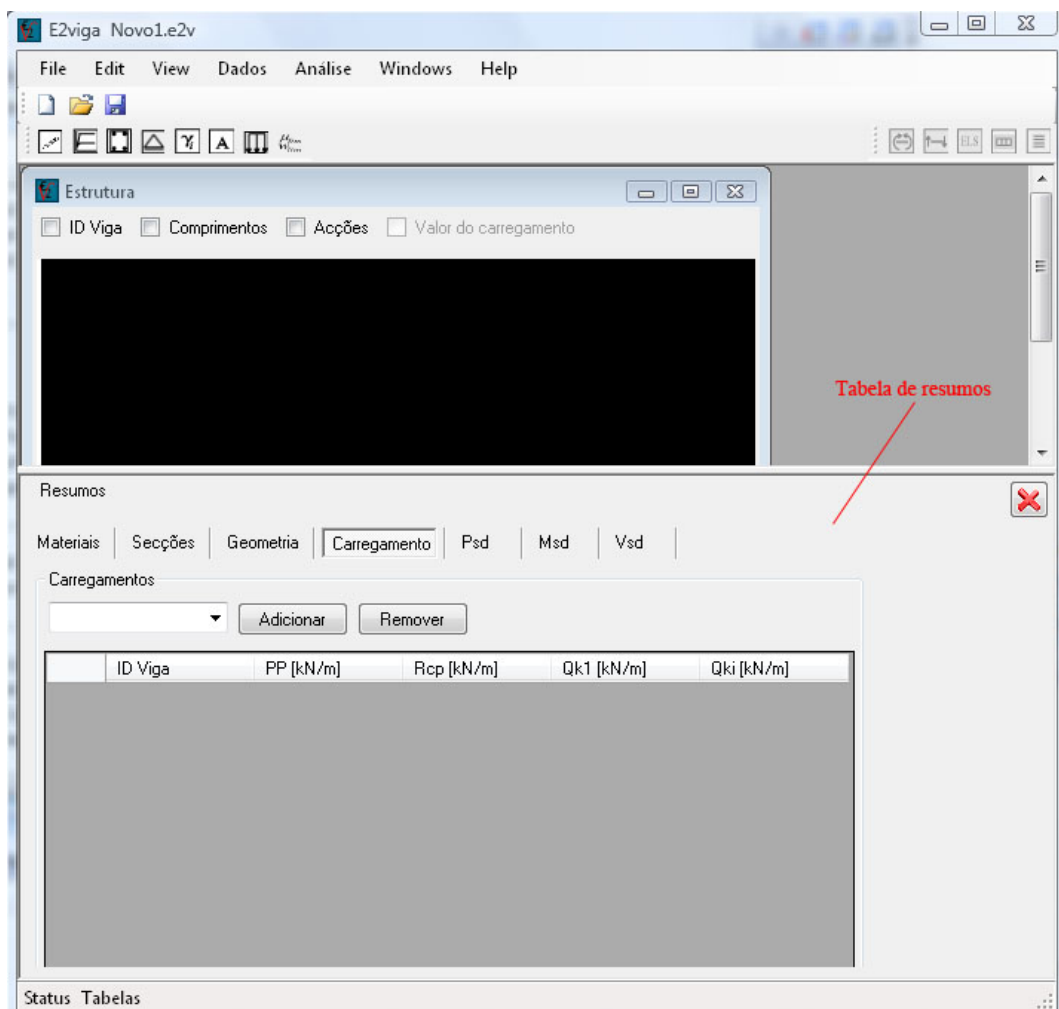 E2viga Novo1.e2v
File Edit View Dados Análise Windows Help
A ELS
Estrutura
ID Viga Comprimentos Acções Valor do carregamento
Tabela de resumos
Resumos
Materiais Secções Geometria Carregamento Psd Msd Vsd
Carregamentos
Adicionar Remover
ID Viga PP [kN/m] Rcp [kN/m] Qk1 [kN/m] Qki [kN/m]
Status Tabelas